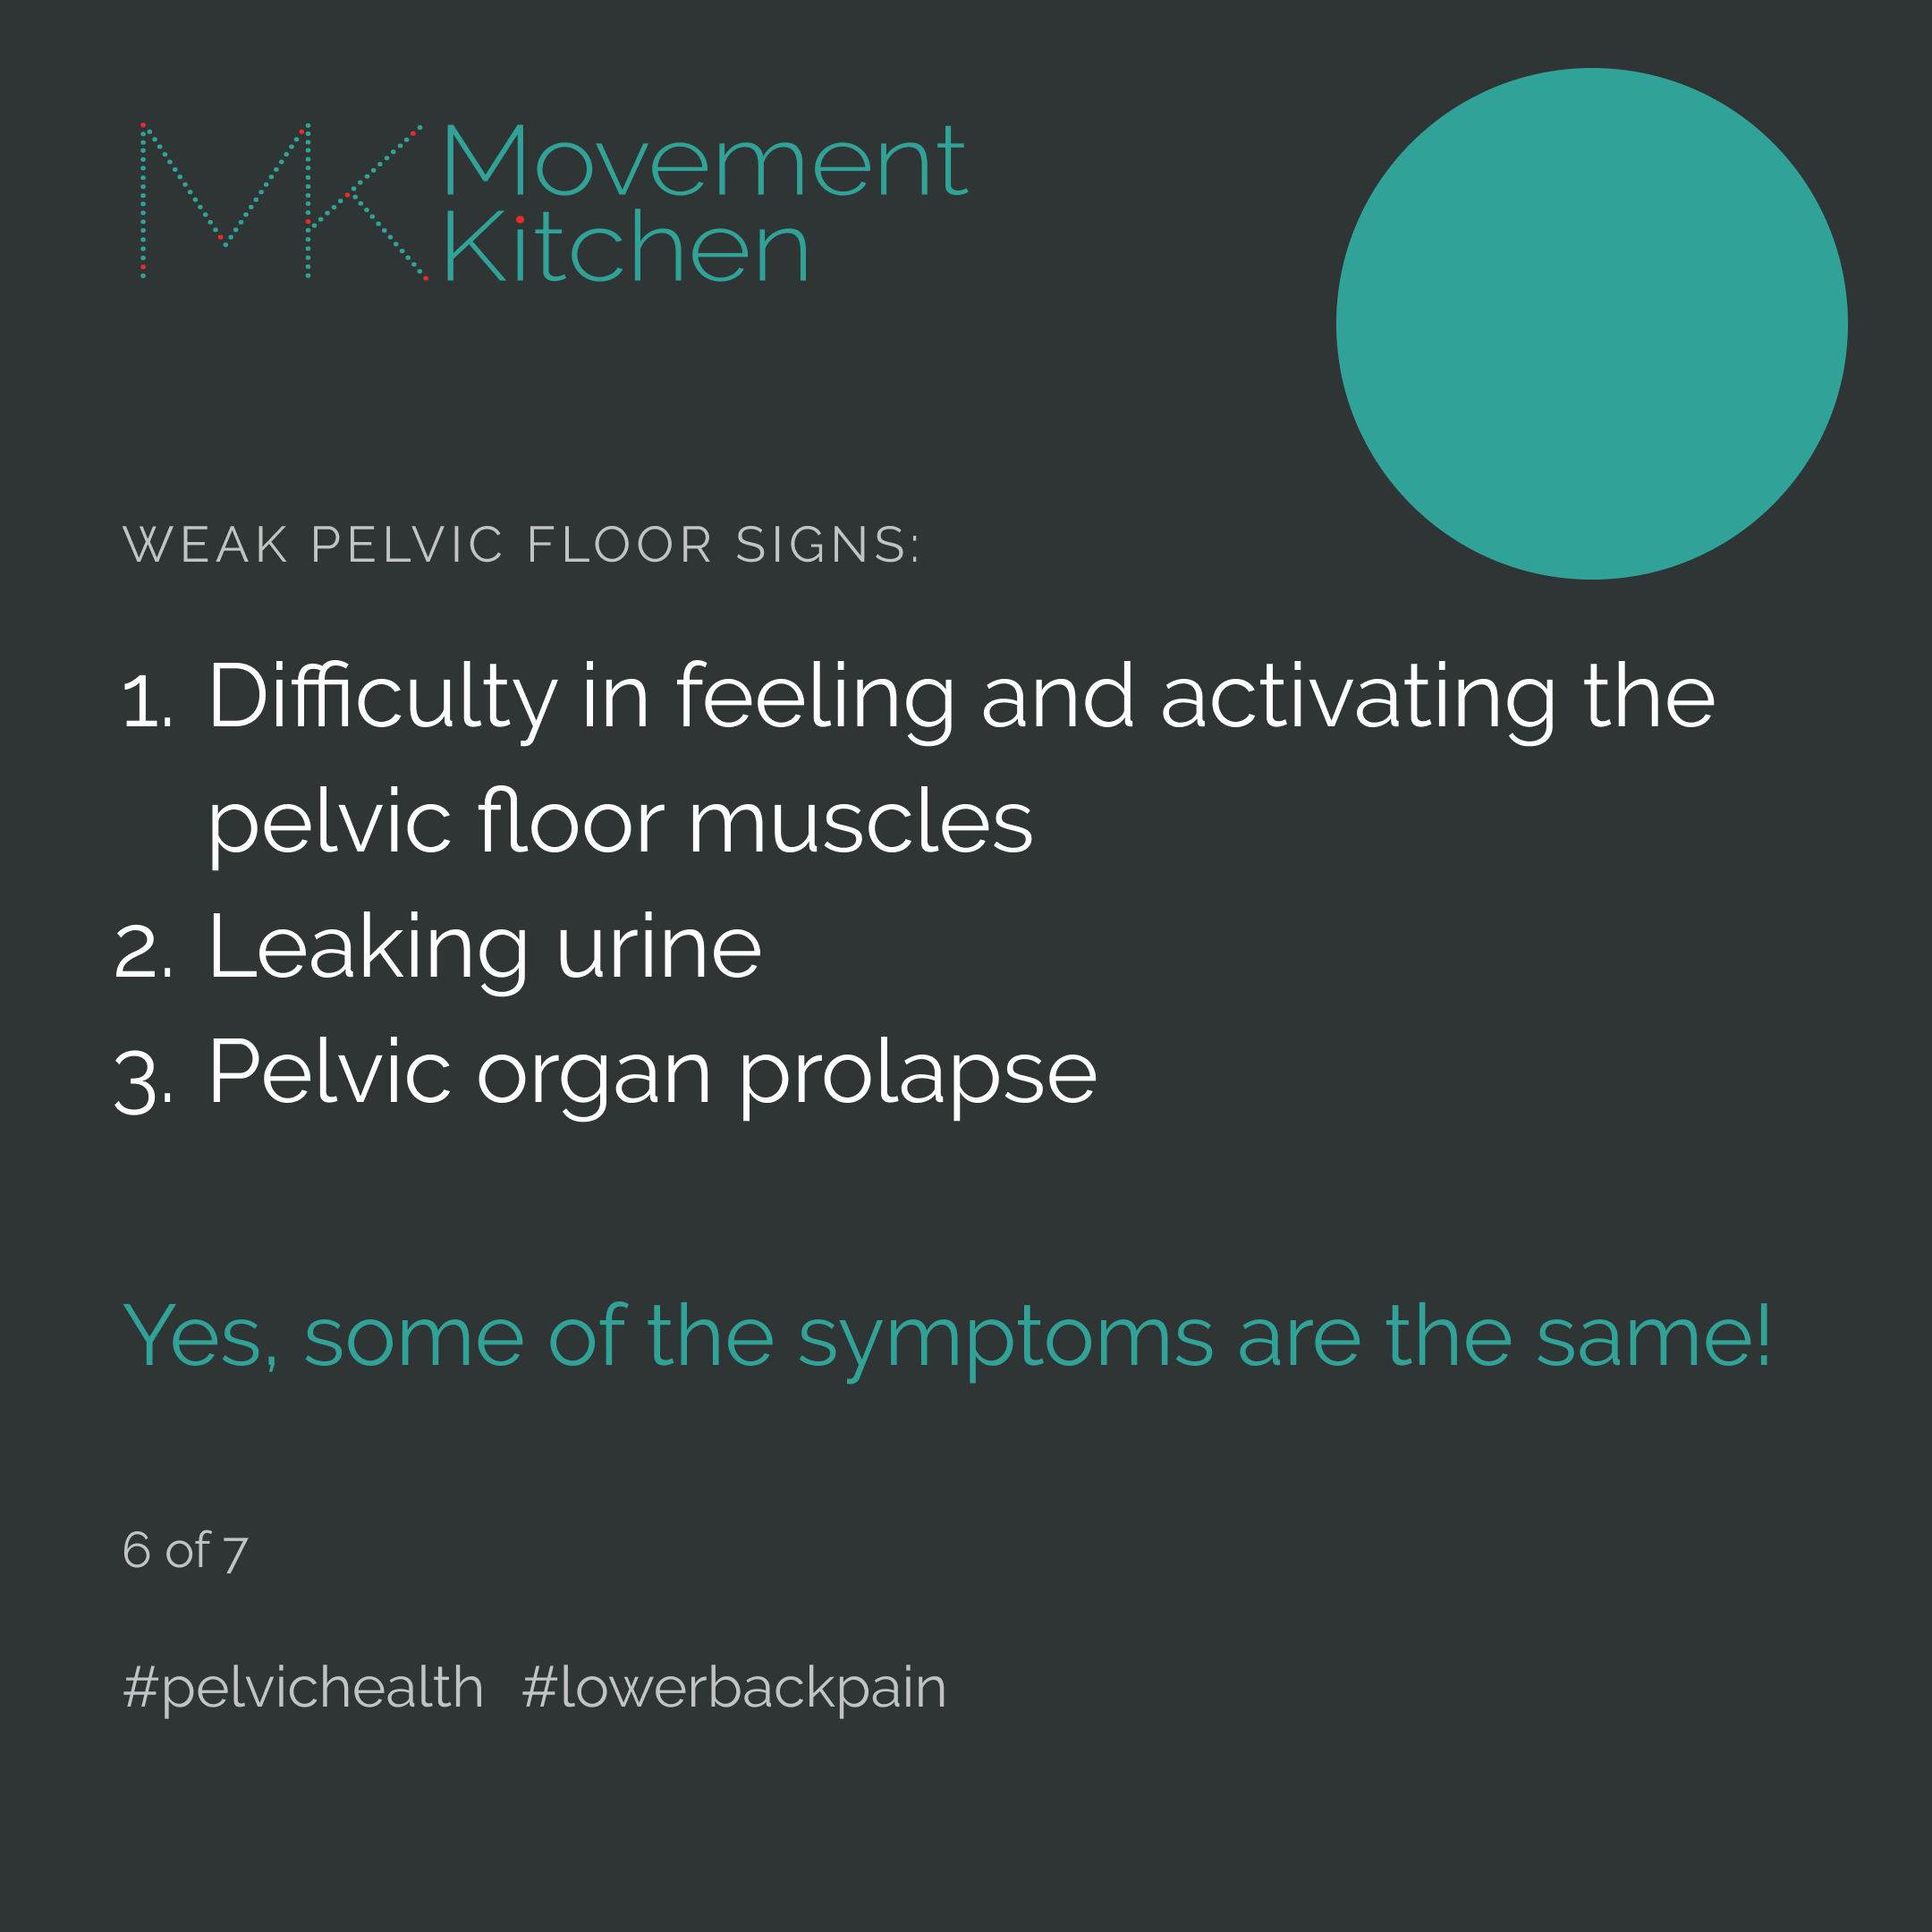 MK Movement
Kitchen
WEAK PELVIC FLOOR SIGNS:
1. Difficulty in feeling and activating the
pelvic floor muscles
2. Leaking urine
3. Pelvic organ prolapse
Yes, some of the symptoms are the same!
6 of 7
#pelvichealth #lowerbackpain